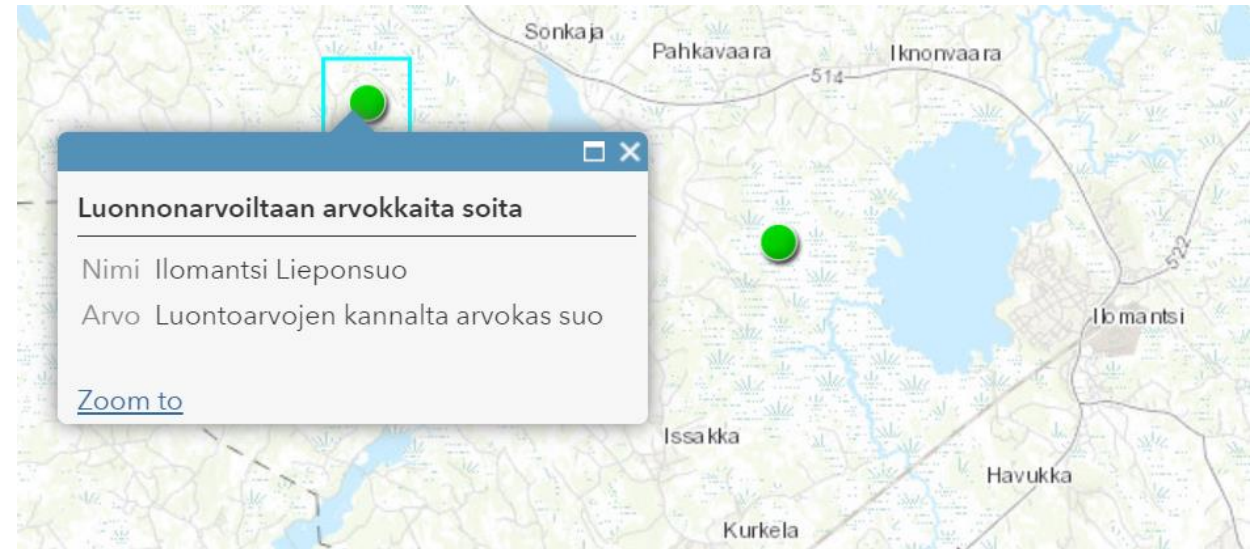 Sonkaja
Pahkavaara
Iknonvaara
514
Luonnonarvoiltaan arvokkaita soita
Nimi Ilomantsi Lieponsuo
Arvo Luontoarvojen kannalta arvokas suo
Zoom to
522
Ilomantsi
Issakka
Havukka
Kurkela